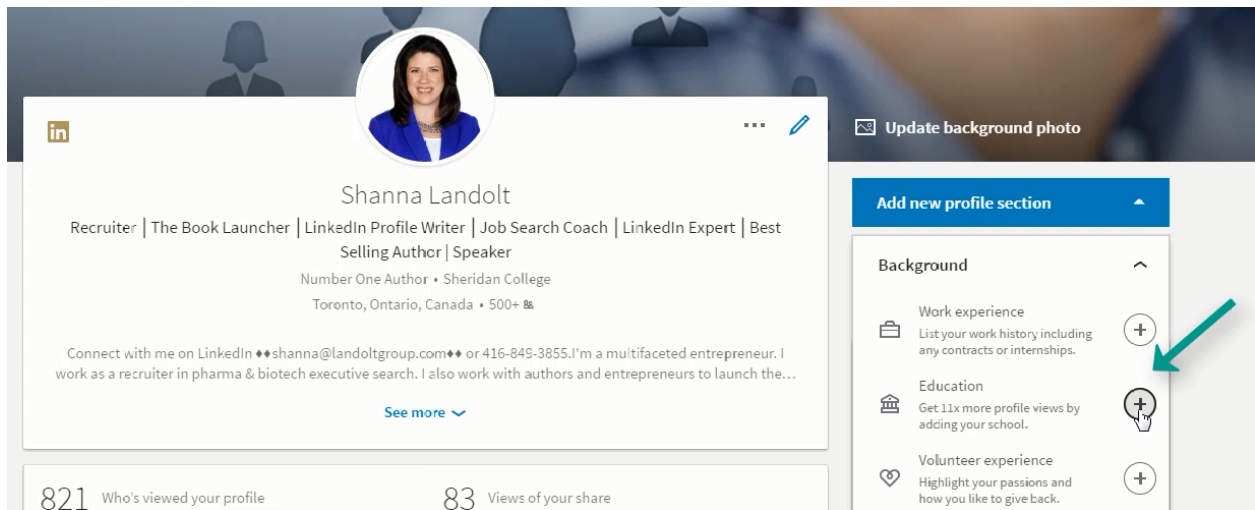 in
Update background photo
Shanna Landolt
Recruiter | The Book Launcher | LinkedIn Profile Writer | Job Search Coach | LinkedIn Expert | Best
Selling Author | Speaker
Number One Author • Sheridan College
Toronto, Ontario, Canada • 500+
Connect with me on LinkedIn ♦♦shanna@landoltgroup.com♦♦ or 416-849-3855.I'm a multifaceted entrepreneur. I
work as a recruiter in pharma & biotech executive search. I also work with authors and entrepreneurs to launch the...
See more
821 Who's viewed your profile
83 Views of your share
Add new profile section
Background
Work experience
List your work history including
any contracts or internships.
Education
Get 11x more profile views by
adding your school.
Volunteer experience
Highlight your passions and
how you like to give back.